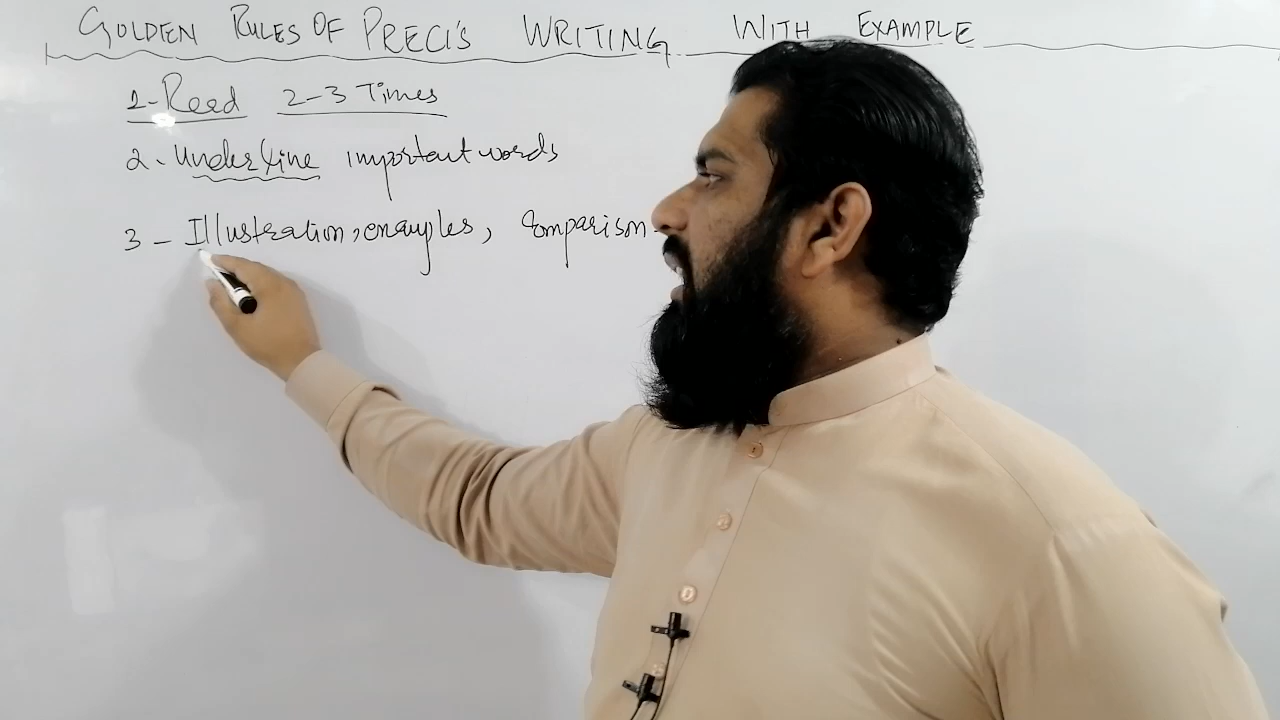 GOLDEN RULES OF PRECI'S WRITING WITH EXAMPLE
1- Read 2-3 Times
2. Underline important words
3 - Illustration, examples, Comparison